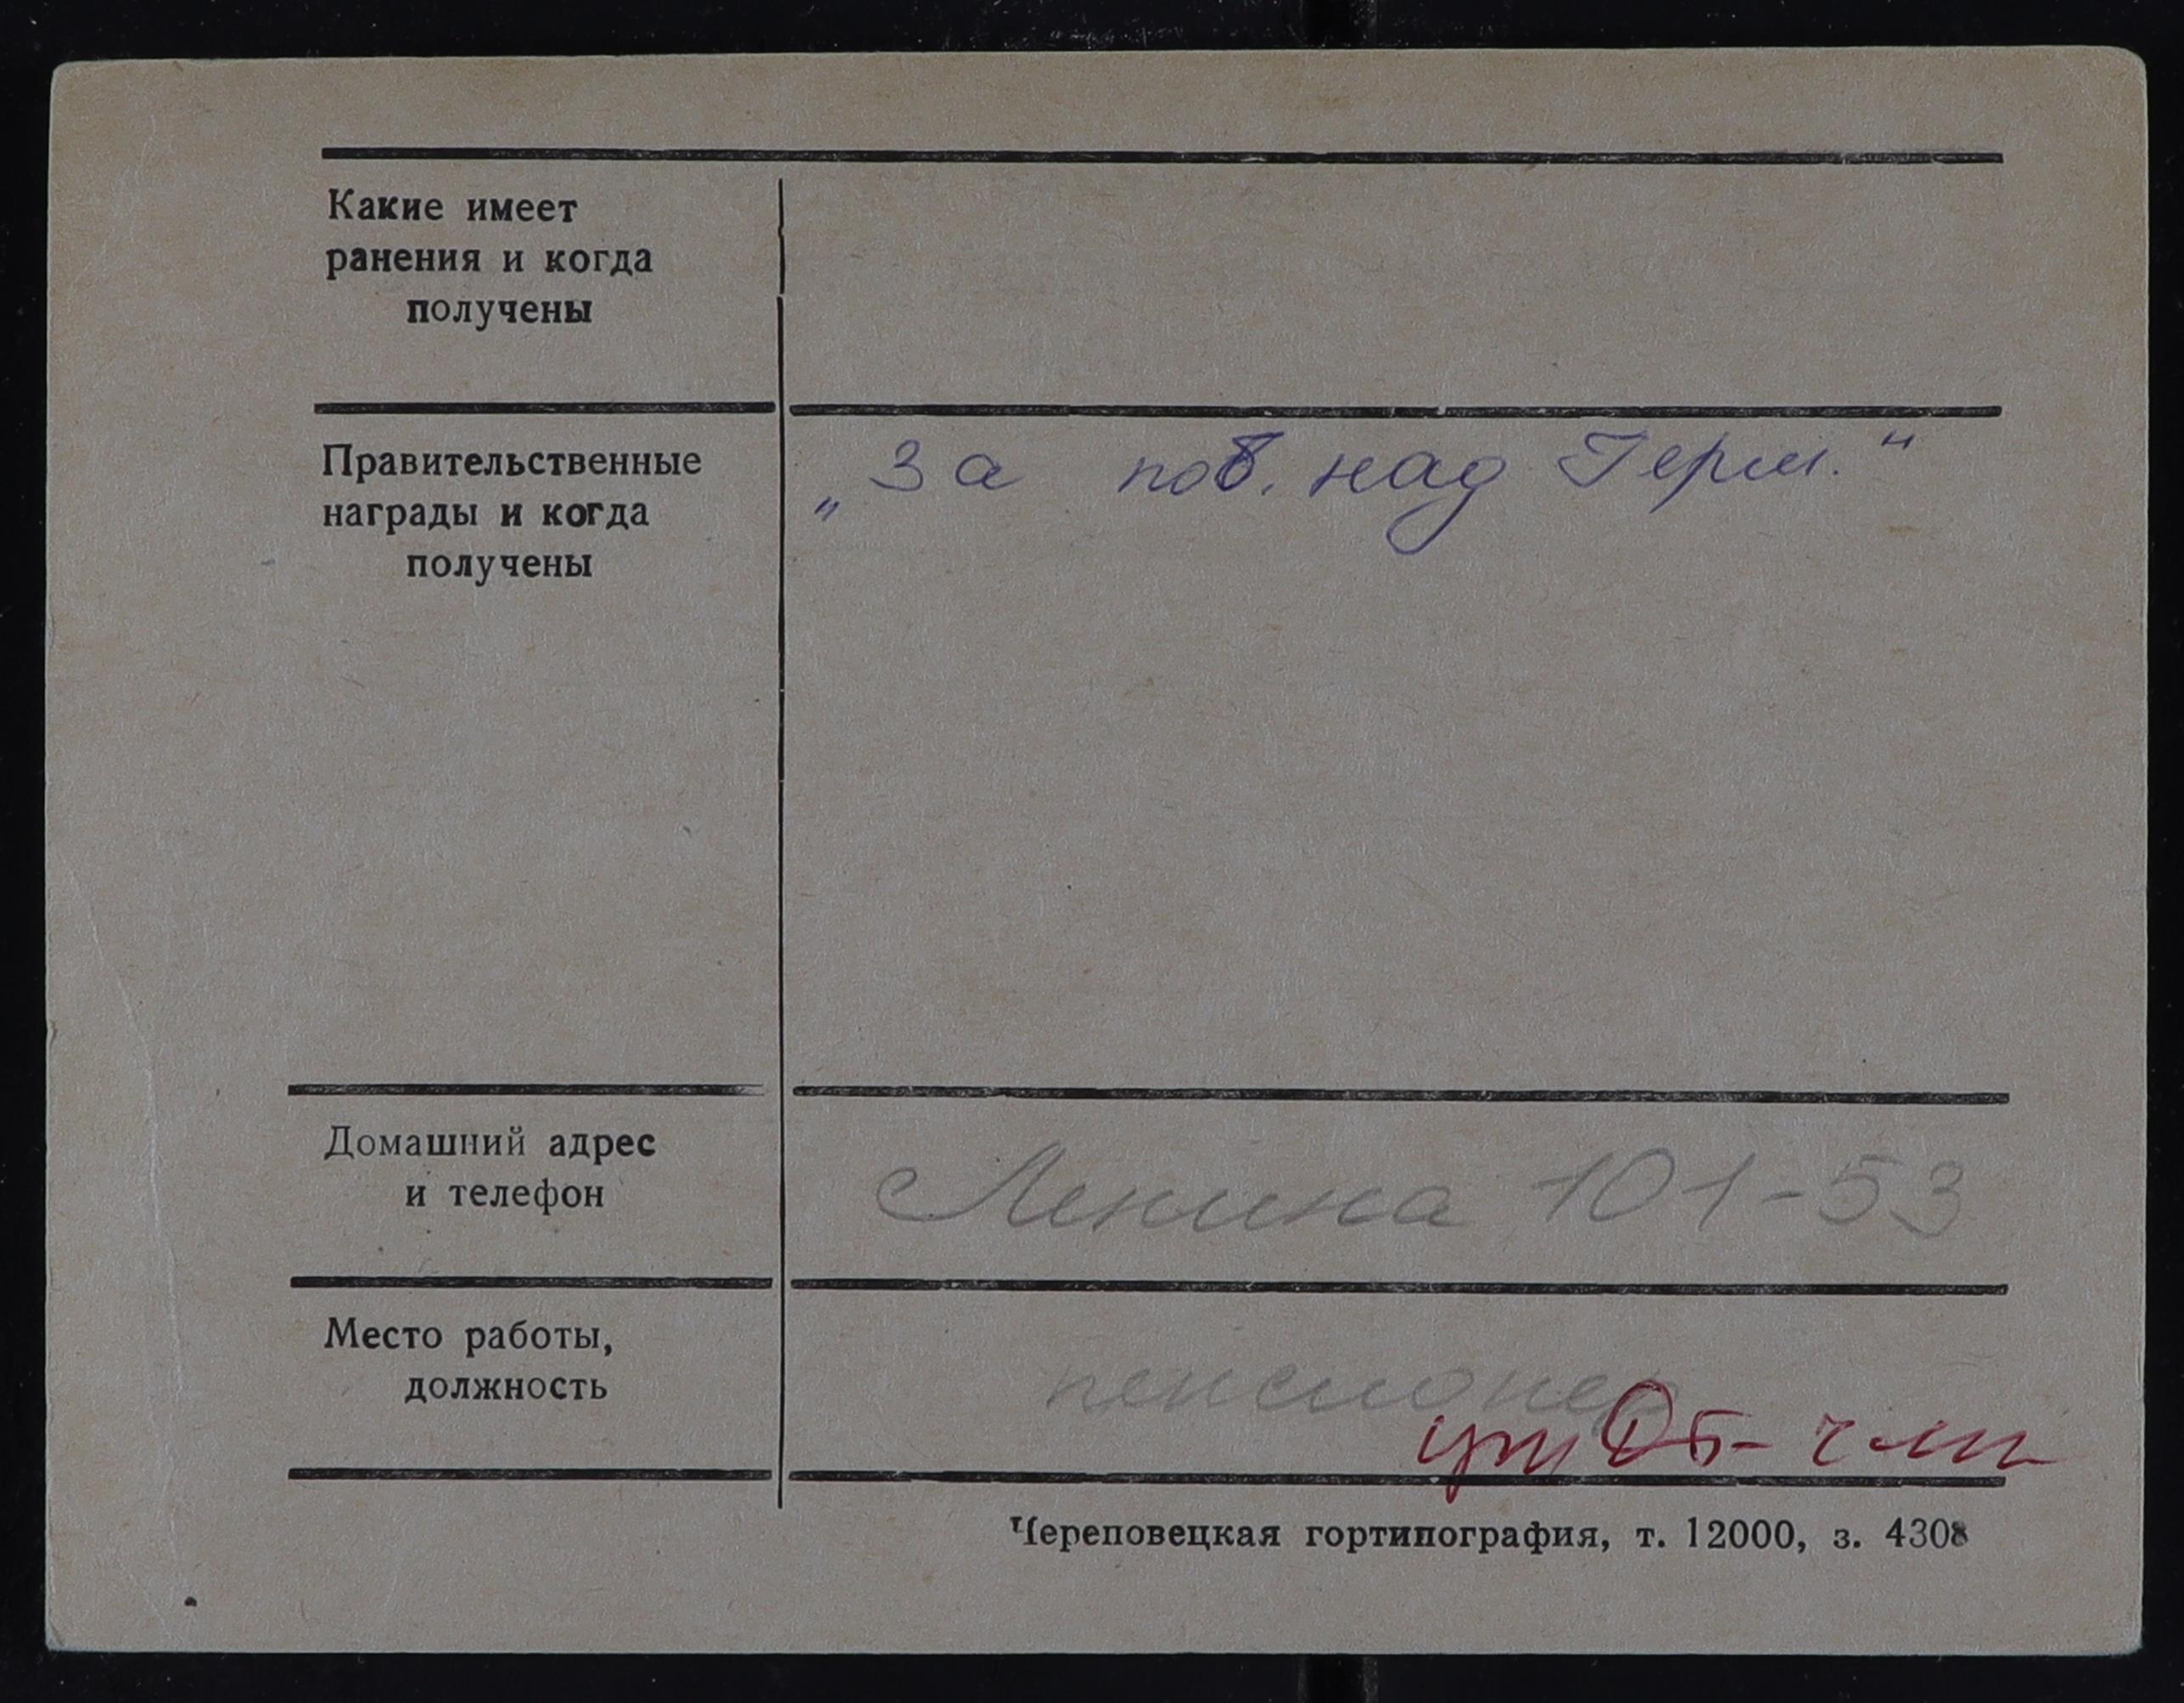 Какие имеет
ранения и когда
получены
Правительственные
награды и когда
получены
„За поб. над Герм.“
Домашний адрес
и телефон
Ленина 101-53
Место работы,
должность
пенсионер
Череповецкая гортипография, т. 12000, з. 4308